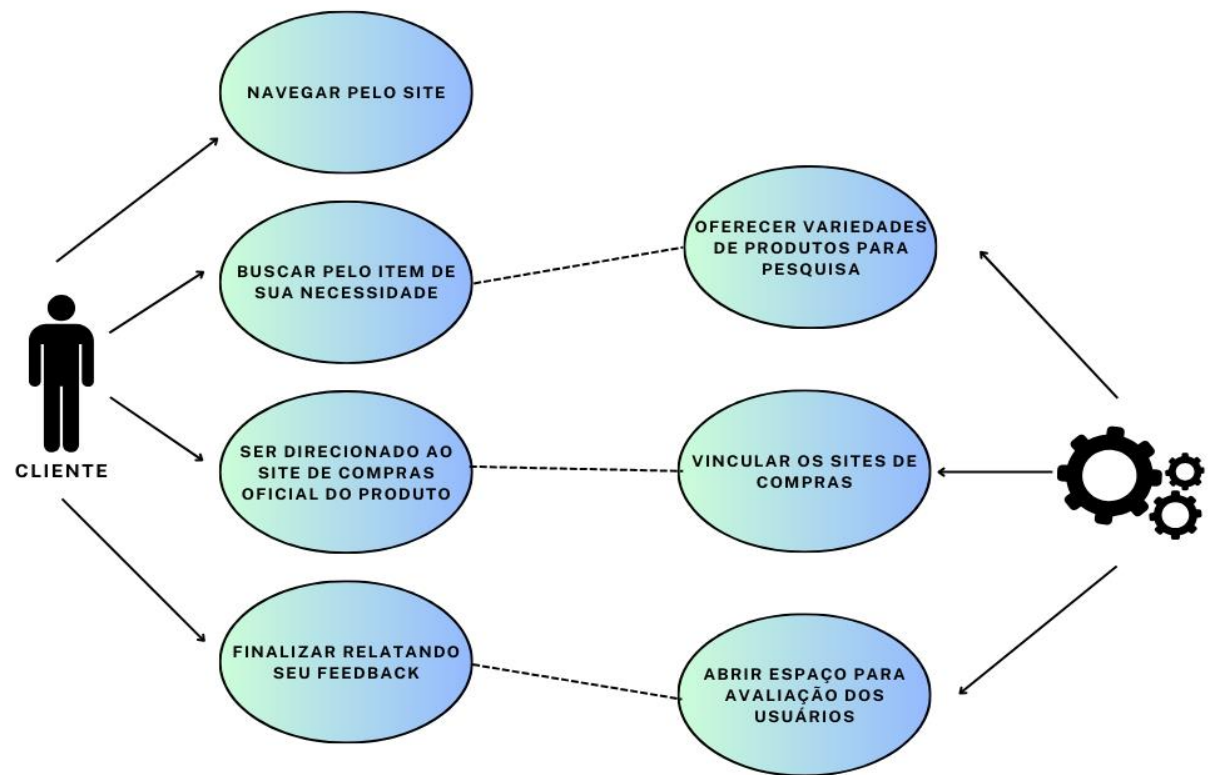 NAVEGAR PELO SITE
OFERECER VARIEDADES
DE PRODUTOS PARA
PESQUISA
BUSCAR PELO ITEM DE
SUA NECESSIDADE
CLIENTE
SER DIRECIONADO AO
SITE DE COMPRAS
OFICIAL DO PRODUTO
VINCULAR OS SITES DE
COMPRAS
FINALIZAR RELATANDO
SEU FEEDBACK
ABRIR ESPAÇO PARA
AVALIAÇÃO DOS
USUÁRIOS